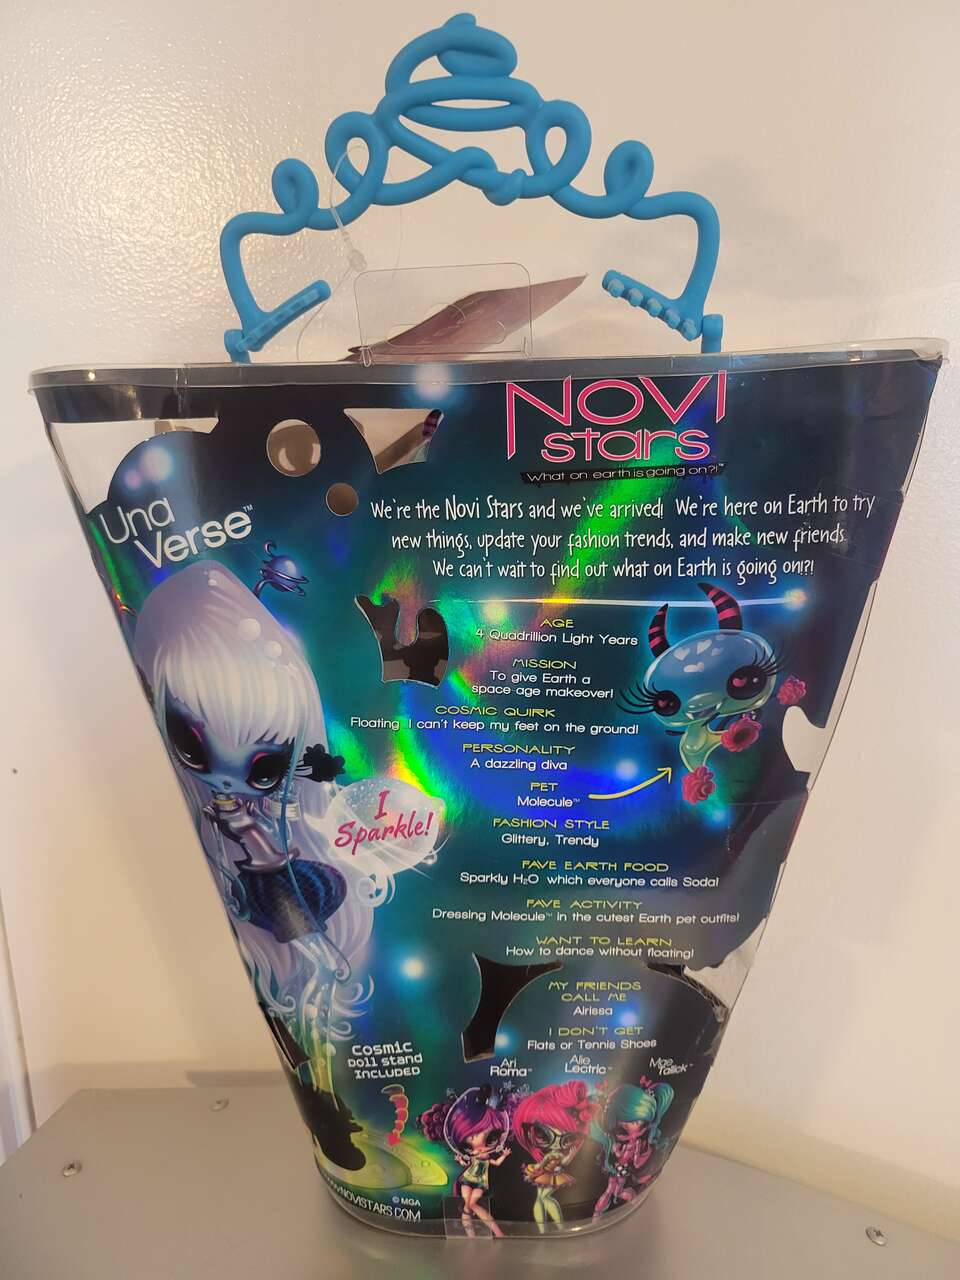 NOVI
stars
What on earth is going on?!™
Una
Verse™
We're the Novi Stars and we've arrived! We're here on Earth to try
new things, update your fashion trends, and make new friends.
We can't wait to find out what on Earth is going on!?!
AGE
4 Quadrillion Light Years
MISSION
To give Earth a
space age makeover!
COSMIC QUIRK
Floating. I can't keep my feet on the ground!
PERSONALITY
A dazzling diva
PET
Molecule™
I
Sparkle!
FASHION STYLE
Glittery, Trendy
FAVE EARTH FOOD
Sparkly H₂O which everyone calls Soda!
FAVE ACTIVITY
Dressing Molecule™ in the cutest Earth pet outfits!
WANT TO LEARN
How to dance without floating!
MY FRIENDS
CALL ME
Airissa
I DON'T GET
Flats or Tennis Shoes
COSMIC
DOLL STAND
INCLUDED
Ari
Roma™
Alie
Lectric™
Mae
Tallick™
© MGA
WWW.NOVISTARS.COM